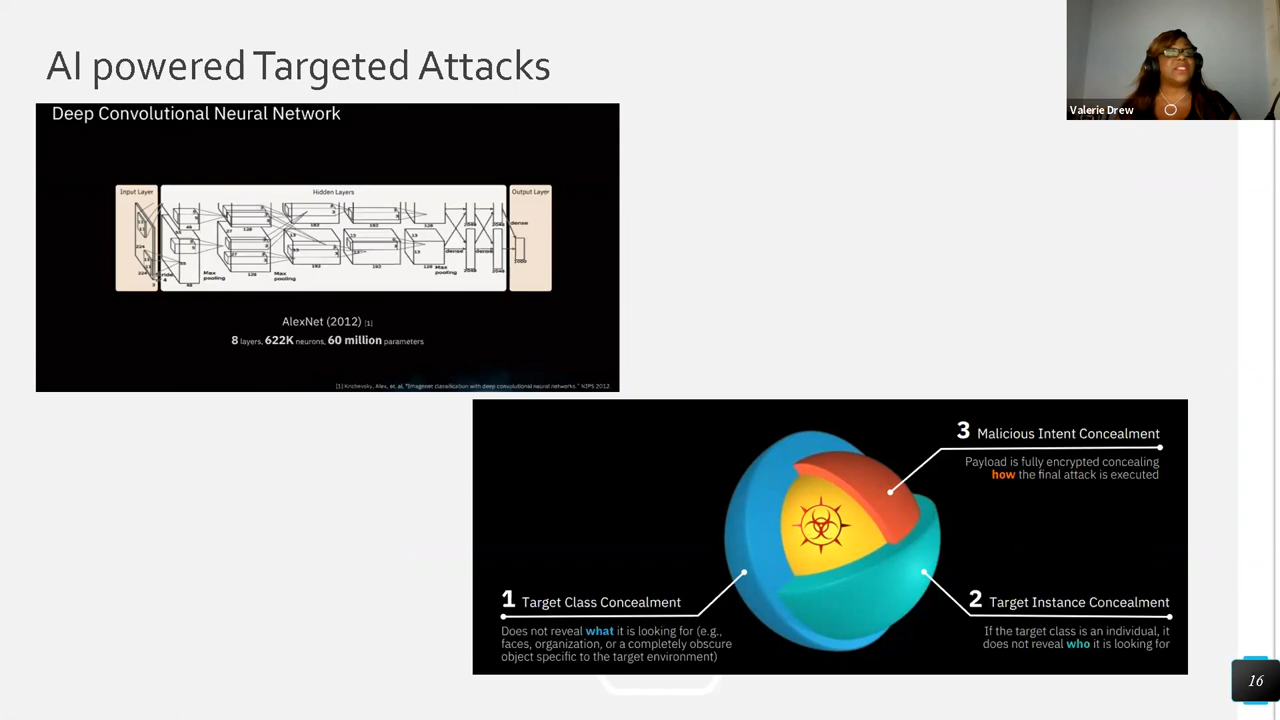 AI powered Targeted Attacks
Valerie Drew
Deep Convolutional Neural Network
Input Layer
Hidden Layers
Output Layer
Max
pooling
Max
pooling
Max
pooling
dense
dense
dense
AlexNet (2012) [1]
8 layers, 622K neurons, 60 million parameters
[1] Krizhevsky, Alex, et. al. "Imagenet classification with deep convolutional neural networks." NIPS 2012.
3 Malicious Intent Concealment
Payload is fully encrypted concealing
how the final attack is executed
1 Target Class Concealment
Does not reveal what it is looking for (e.g.,
faces, organization, or a completely obscure
object specific to the target environment)
2 Target Instance Concealment
If the target class is an individual, it
does not reveal who it is looking for
16